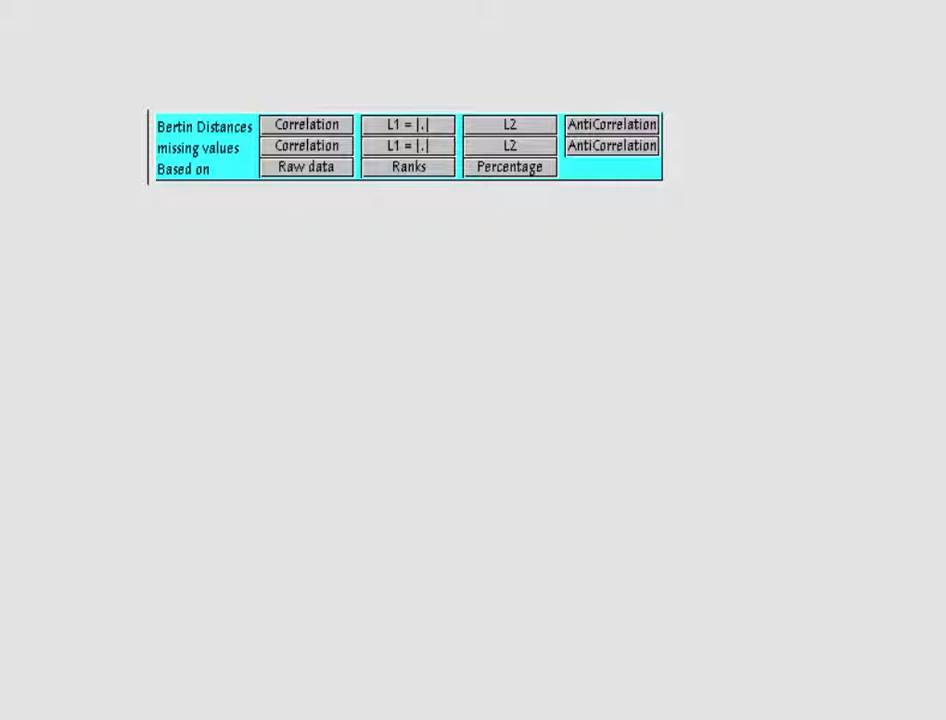 Bertin Distances Correlation L1 = |.| L2 AntiCorrelation
missing values Correlation L1 = |.| L2 AntiCorrelation
Based on Raw data Ranks Percentage